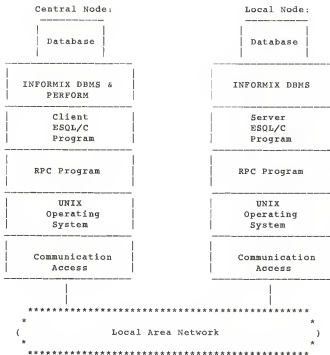 Central Node:
Local Node:
Database
Database
INFORMIX DBMS &
PERFORM
INFORMIX DBMS
Client
ESQL/C
Program
Server
ESQL/C
Program
RPC Program
RPC Program
UNIX
Operating
System
UNIX
Operating
System
Communication
Access
Communication
Access
Local Area Network